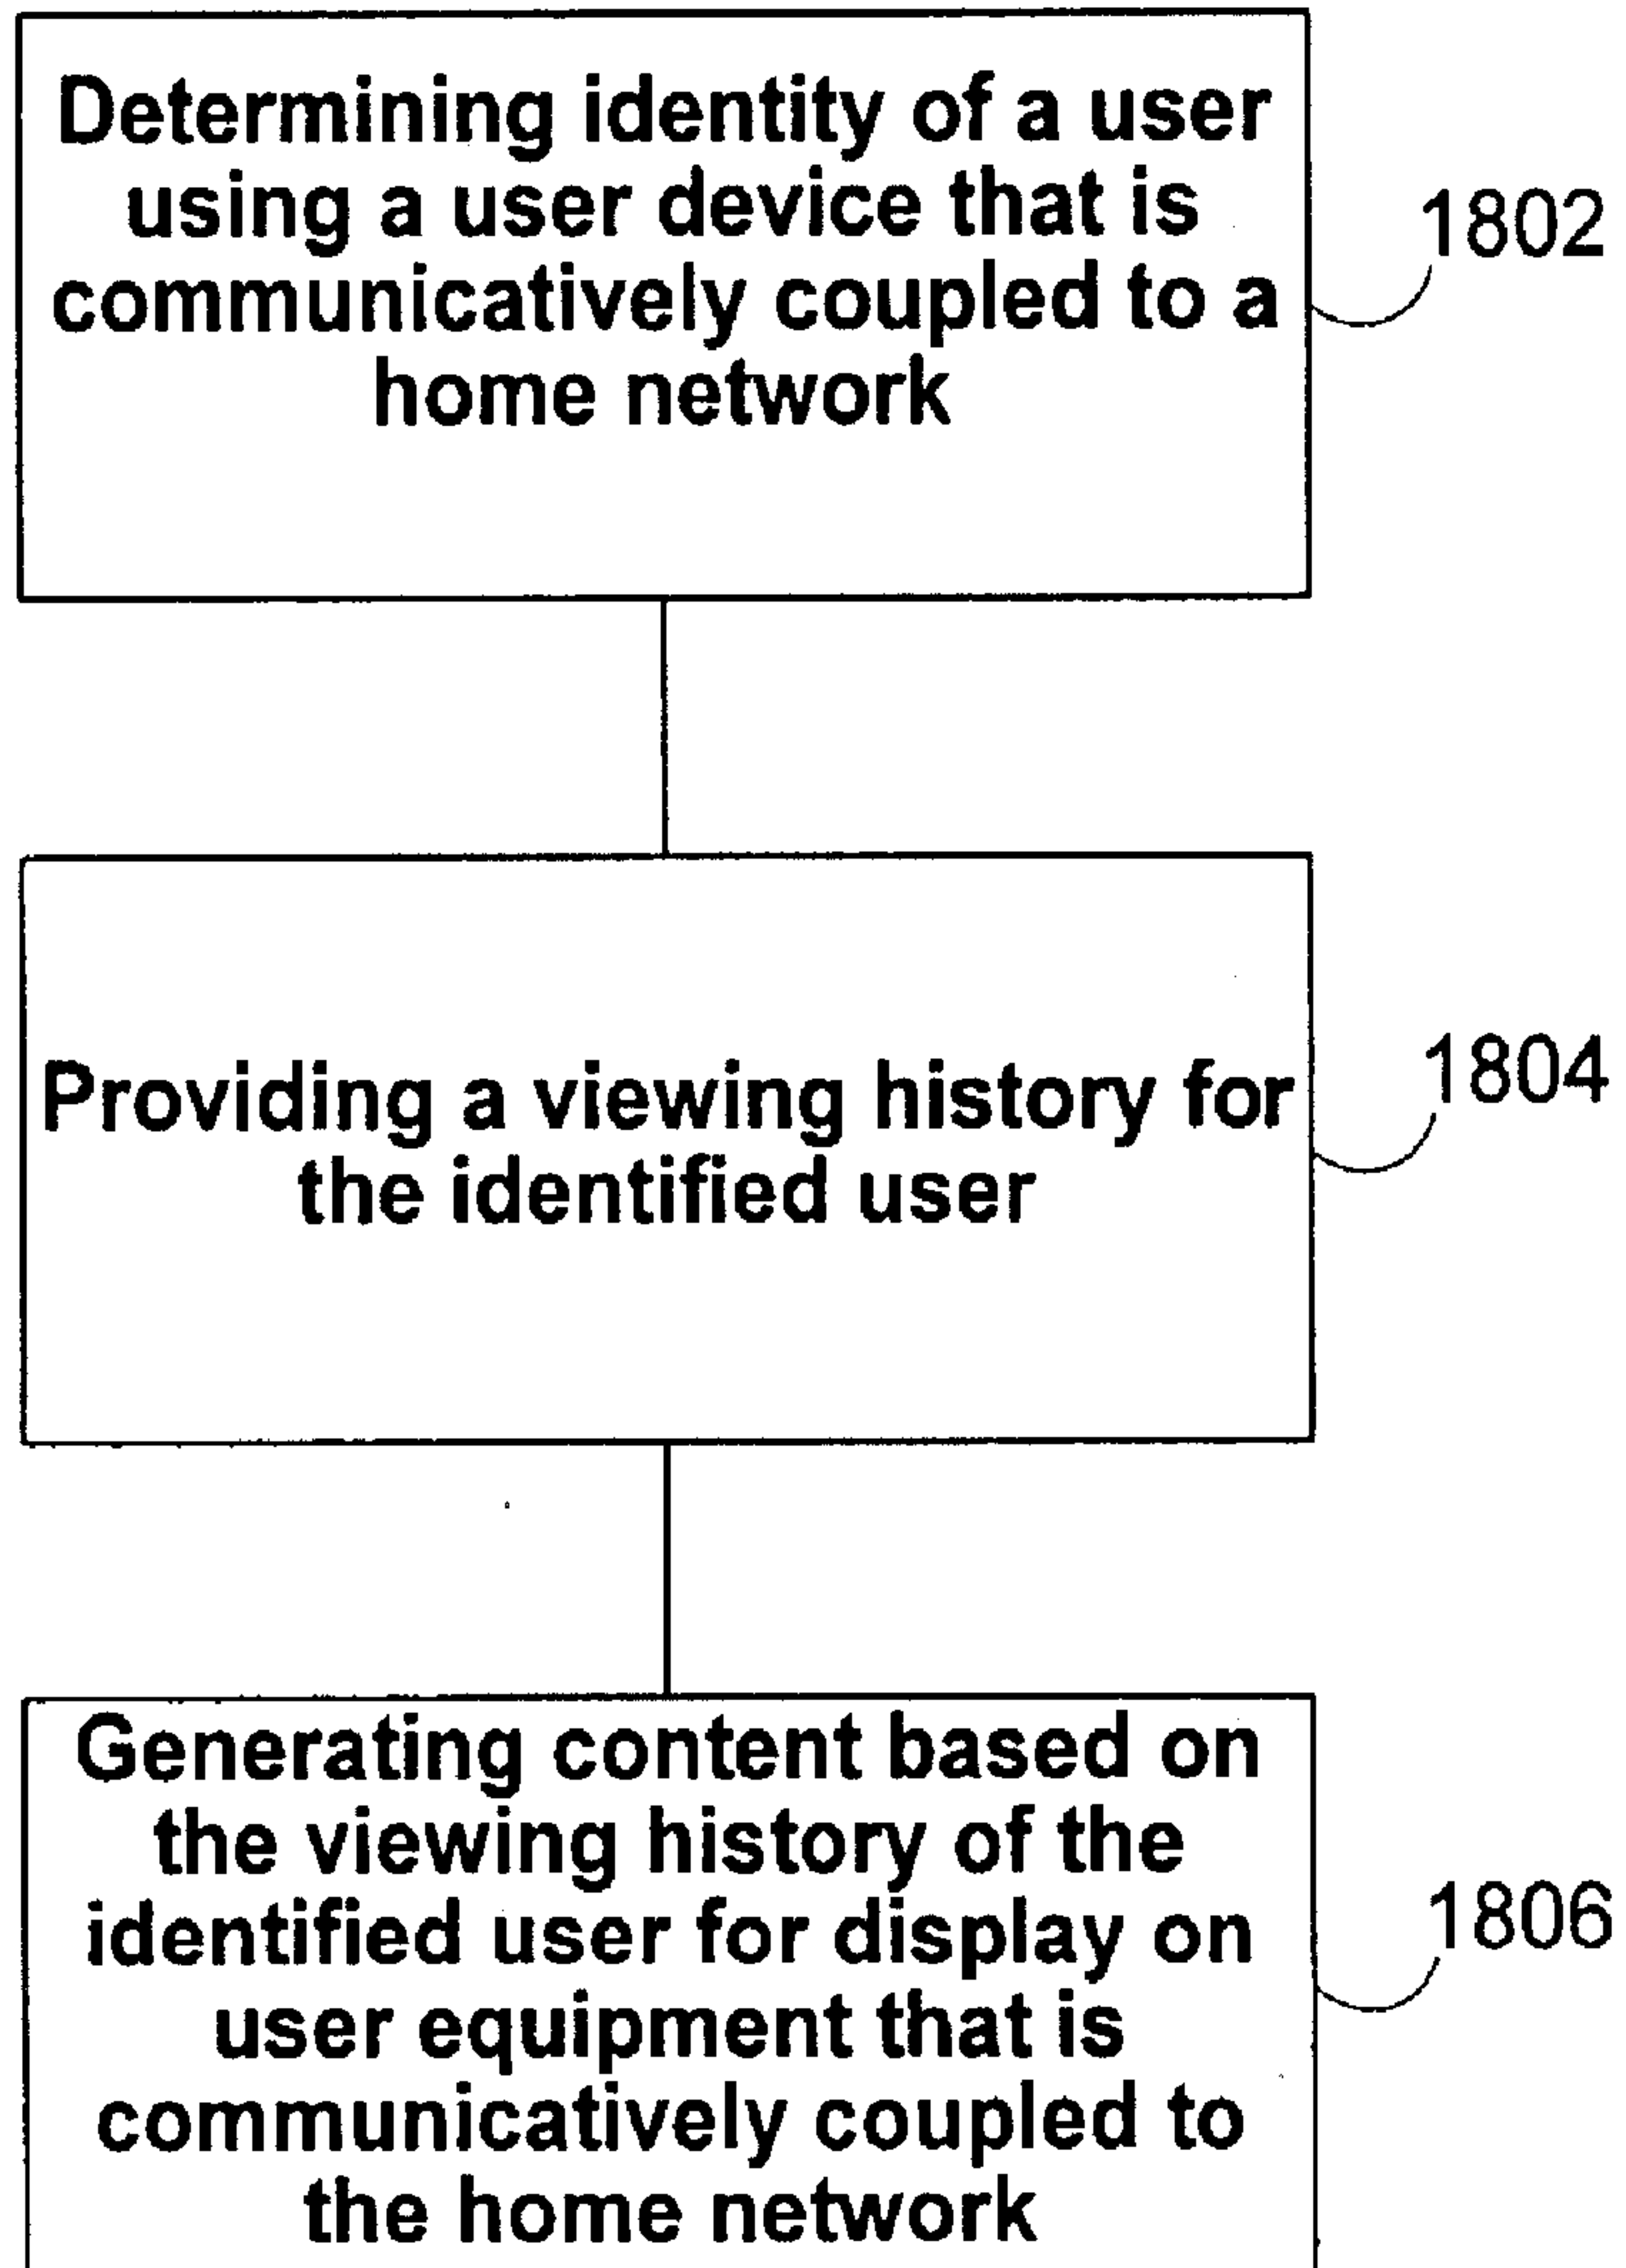 Determining identity of a user
using a user device that is
communicatively coupled to a
home network
1802
Providing a viewing history for
the identified user
1804
Generating content based on
the viewing history of the
identified user for display on
user equipment that is
communicatively coupled to
the home network
1806